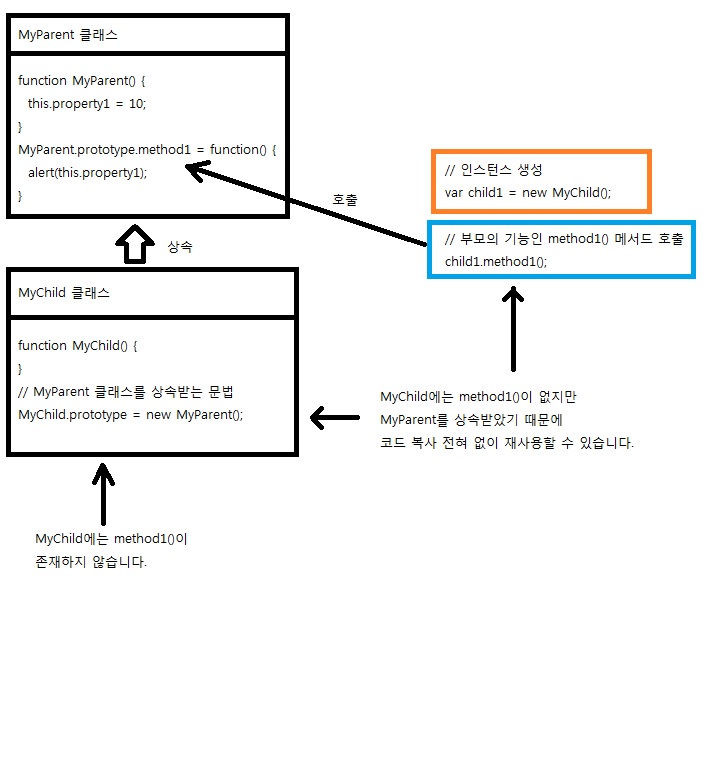 MyParent 클래스
function MyParent() {
this.property1 = 10;
}
MyParent.prototype.method1 = function() {
alert(this.property1);
}
호출
// 인스턴스 생성
var child1 = new MyChild();
// 부모의 기능인 method1() 메서드 호출
child1.method1();
상속
MyChild 클래스
function MyChild() {
}
// MyParent 클래스를 상속받는 문법
MyChild.prototype = new MyParent();
MyChild에는 method1()이 없지만
MyParent를 상속받았기 때문에
코드 복사 전혀 없이 재사용할 수 있습니다.
MyChild에는 method1()이
존재하지 않습니다.